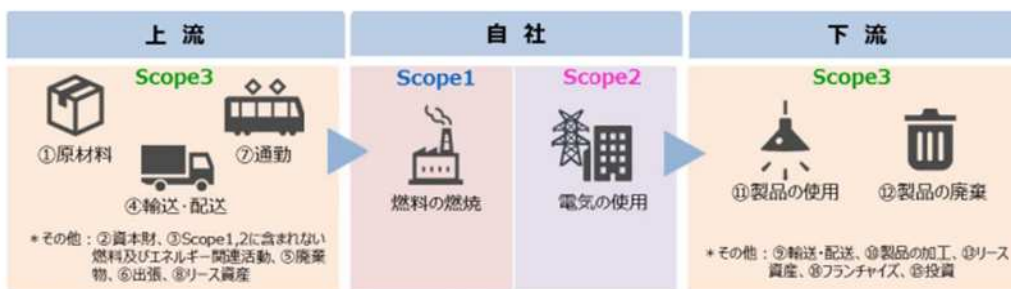 上 流
Scope3
①原材料
⑦通勤
④輸送・配送
*その他:②資本財、③Scope1,2に含まれない
燃料及びエネルギー関連活動、⑤廃棄
物、⑥出張、⑧リース資産
自 社
Scope1
燃料の燃焼
Scope2
電気の使用
下 流
Scope3
⑪製品の使用
⑫製品の廃棄
*その他:⑨輸送・配送、⑩製品の加工、⑬リース
資産、⑭フランチャイズ、⑮投資